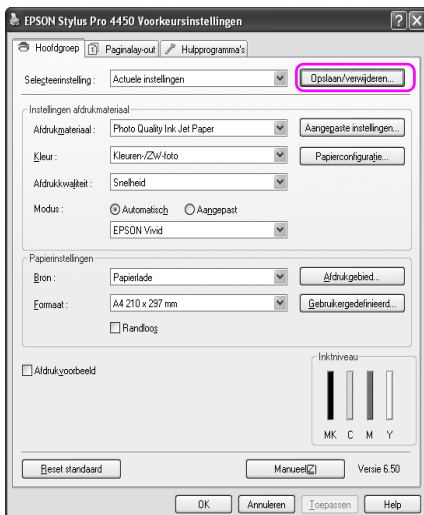 EPSON Stylus Pro 4450 Voorkeursinstellingen
Hoofdgroep Paginalay-out Hulpprogramma's
Selecteerinstelling : Actuele instellingen Opslaan/verwijderen...
Instellingen afdrukmateriaal
Afdrukmateriaal : Photo Quality Ink Jet Paper Aangepaste instellingen...
Kleur : Kleuren-/ZW-foto Papierconfiguratie...
Afdrukkwaliteit : Snelheid
Modus : Automatisch Aangepast
EPSON Vivid
Papierinstellingen
Bron : Papierlade Afdrukgebied...
Formaat : A4 210 x 297 mm Gebruikergedefinieerd...
Randloos
Afdrukvoorbeeld
Inktniveau
MK C M Y
Reset standaard Manueel(Z) Versie 6.50
OK Annuleren Toepassen Help